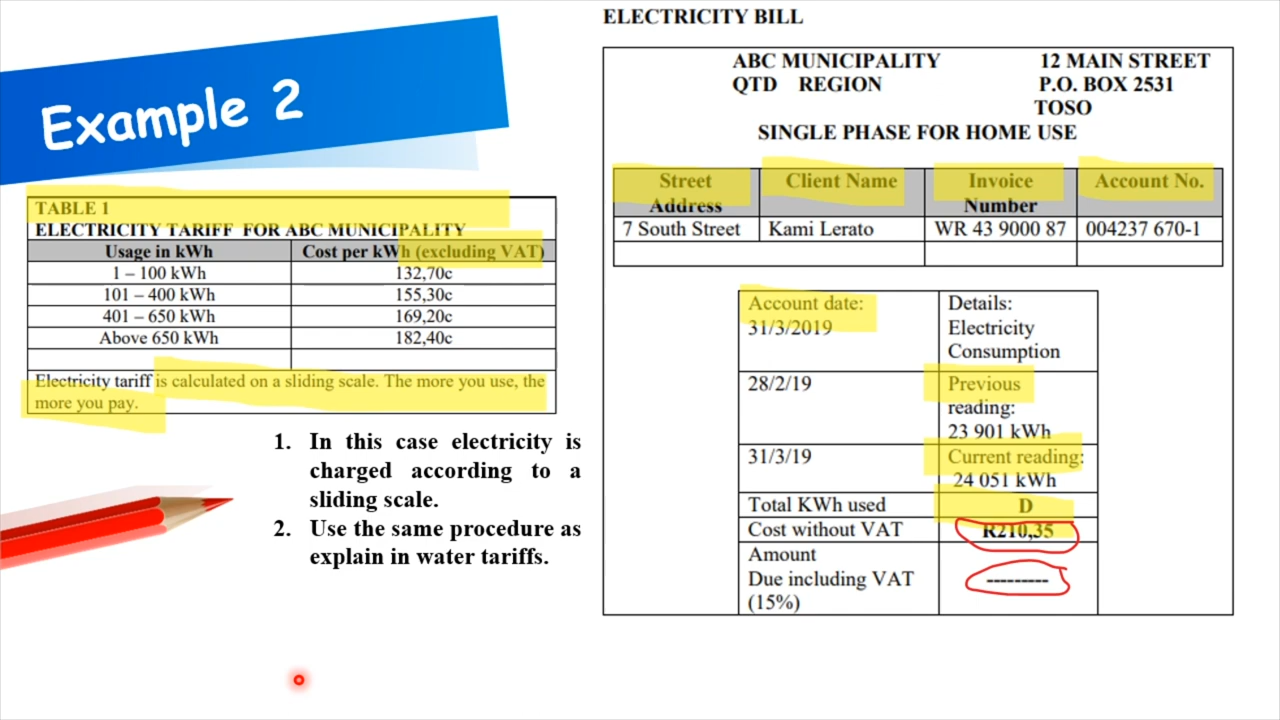 Example 2
TABLE 1
ELECTRICITY TARIFF FOR ABC MUNICIPALITY
Usage in kWh Cost per kWh (excluding VAT)
1 – 100 kWh 132,70c
101 – 400 kWh 155,30c
401 – 650 kWh 169,20c
Above 650 kWh 182,40c
Electricity tariff is calculated on a sliding scale. The more you use, the
more you pay.
1. In this case electricity is
charged according to a
sliding scale.
2. Use the same procedure as
explain in water tariffs.
ELECTRICITY BILL
ABC MUNICIPALITY 12 MAIN STREET
QTD REGION P.O. BOX 2531
TOSO
SINGLE PHASE FOR HOME USE
Street Client Name Invoice Account No.
Address Number
7 South Street Kami Lerato WR 43 9000 87 004237 670-1
Account date: Details:
31/3/2019 Electricity
Consumption
28/2/19 Previous
reading:
23 901 kWh
31/3/19 Current reading:
24 051 kWh
Total KWh used D
Cost without VAT R210,35
Amount
Due including VAT ---------
(15%)